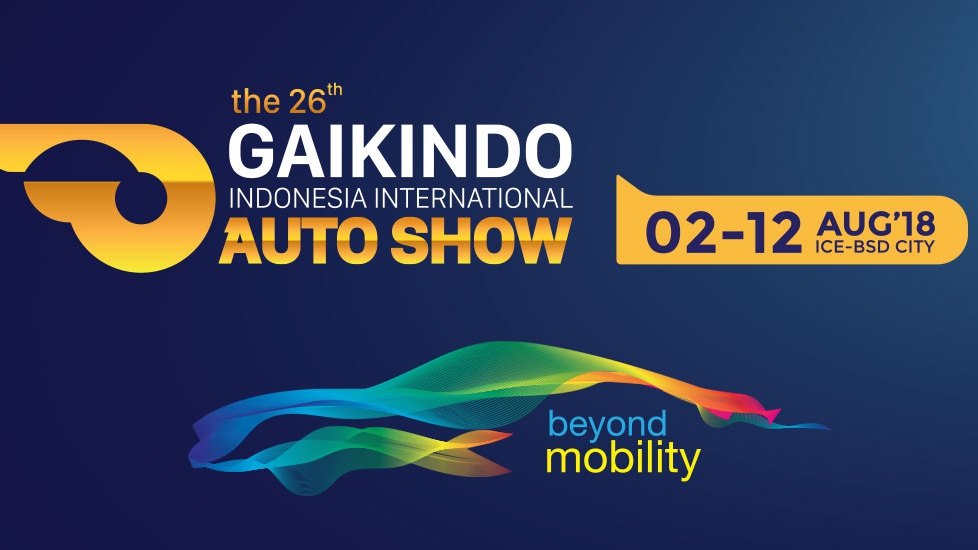 the 26th
GAIKINDO
INDONESIA INTERNATIONAL
AUTO SHOW
02-12 AUG'18
ICE-BSD CITY
beyond
mobility